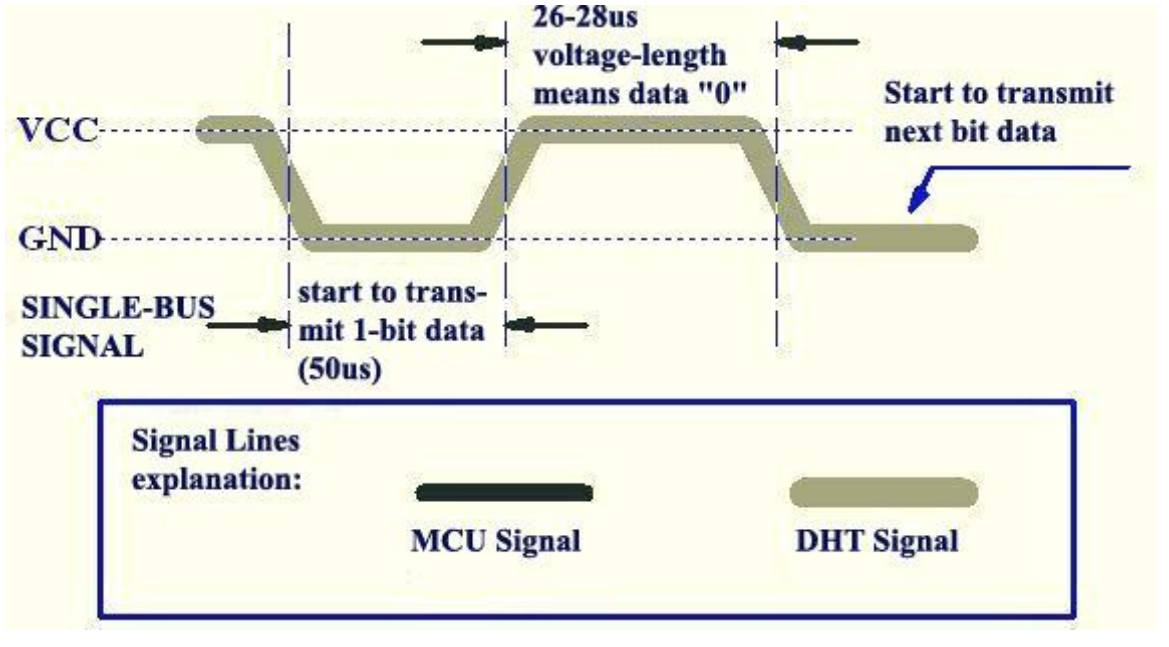 26-28us
voltage-length
means data "0"
Start to transmit
next bit data
VCC
GND
SINGLE-BUS
SIGNAL
start to trans-
mit 1-bit data
(50us)
Signal Lines
explanation:
MCU Signal
DHT Signal